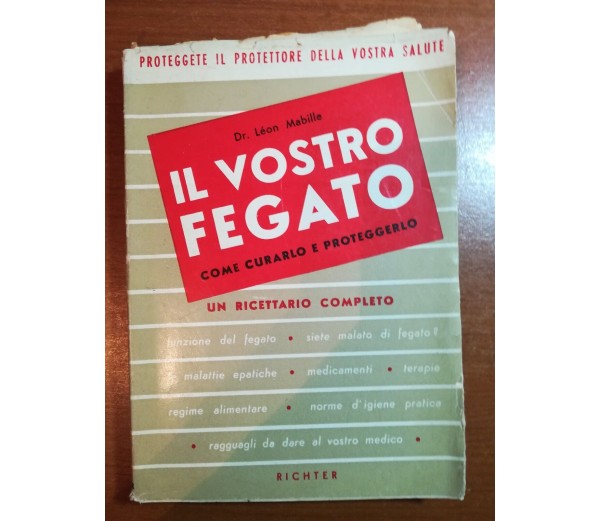 PROTEGGETE IL PROTETTORE DELLA VOSTRA SALUTE
Dr. Léon Mabille
IL VOSTRO
FEGATO
COME CURARLO E PROTEGGERLO
UN RICETTARIO COMPLETO
funzione del fegato • siete malato di fegato?
• malattie epatiche • medicamenti • terapie
regime alimentare • norme d'igiene pratica
• ragguagli da dare al vostro medico •
RICHTER